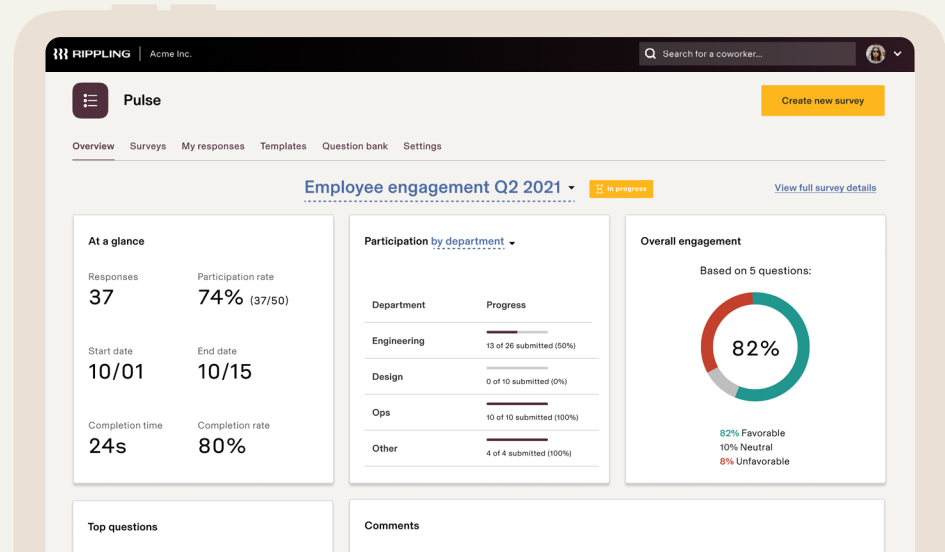 RIPPLING
Acme Inc.
Search for a coworker...
Pulse
Create new survey
Overview Surveys My responses Templates Question bank Settings
Employee engagement Q2 2021
In progress
View full survey details
At a glance
Responses
37
Participation rate
74% (37/50)
Start date
10/01
End date
10/15
Completion time
24s
Completion rate
80%
Participation by department
Department Progress
Engineering
13 of 26 submitted (50%)
Design
0 of 10 submitted (0%)
Ops
10 of 10 submitted (100%)
Other
4 of 4 submitted (100%)
Overall engagement
Based on 5 questions:
82%
82% Favorable
10% Neutral
8% Unfavorable
Top questions
Comments